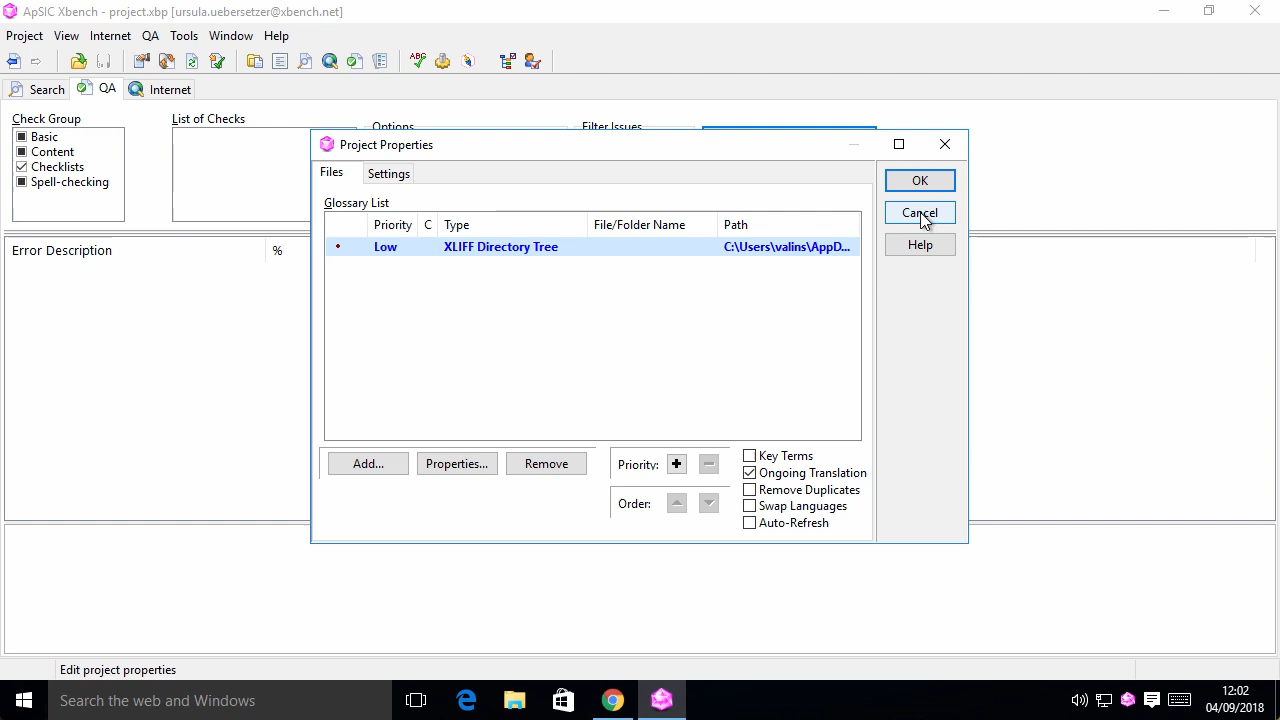 ApSIC Xbench - project.xbp [ursula.uebersetzer@xbench.net]
Project View Internet QA Tools Window Help
Search QA Internet
Check Group List of Checks Options Filter Issues
Basic
Content
Checklists
Spell-checking
Error Description %
Project Properties
Files Settings
Glossary List
Priority C Type File/Folder Name Path
Low XLIFF Directory Tree C:\Users\valins\AppD...
OK
Cancel
Help
Add... Properties... Remove
Priority:
Order:
Key Terms
Ongoing Translation
Remove Duplicates
Swap Languages
Auto-Refresh
Edit project properties
Search the web and Windows
12:02
04/09/2018